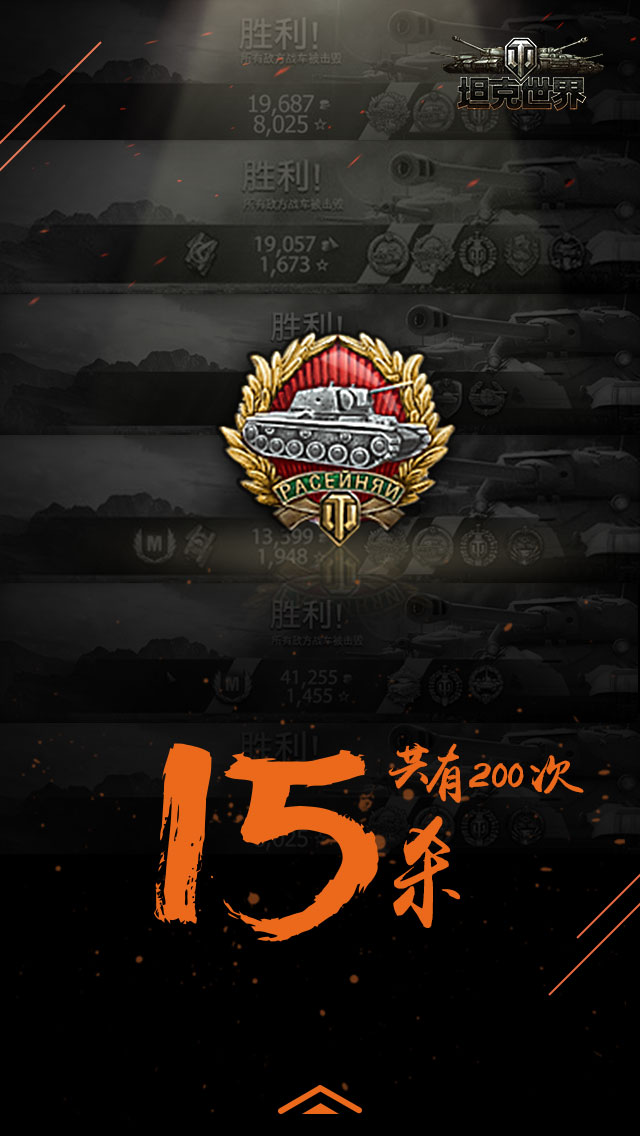 胜利!
所有敌方战车被击毁
坦克世界
19,687
8,025
胜利!
所有敌方战车被击毁
19,057
1,673
胜利!
РАСЕЙНЯЙ
M
13,399
1,948
胜利!
所有敌方战车被击毁
M
41,255
1,455
胜利!
共有200次
15
杀